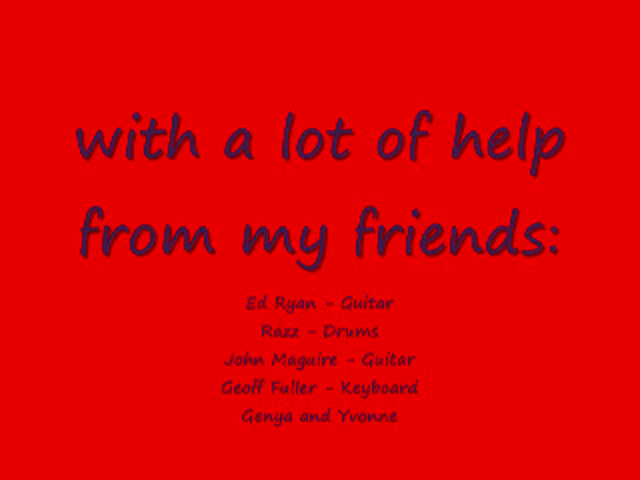 with a lot of help
from my friends:
Ed Ryan - Guitar
Razz - Drums
John Maguire - Guitar
Geoff Fuller - Keyboard
Genya and Yvonne